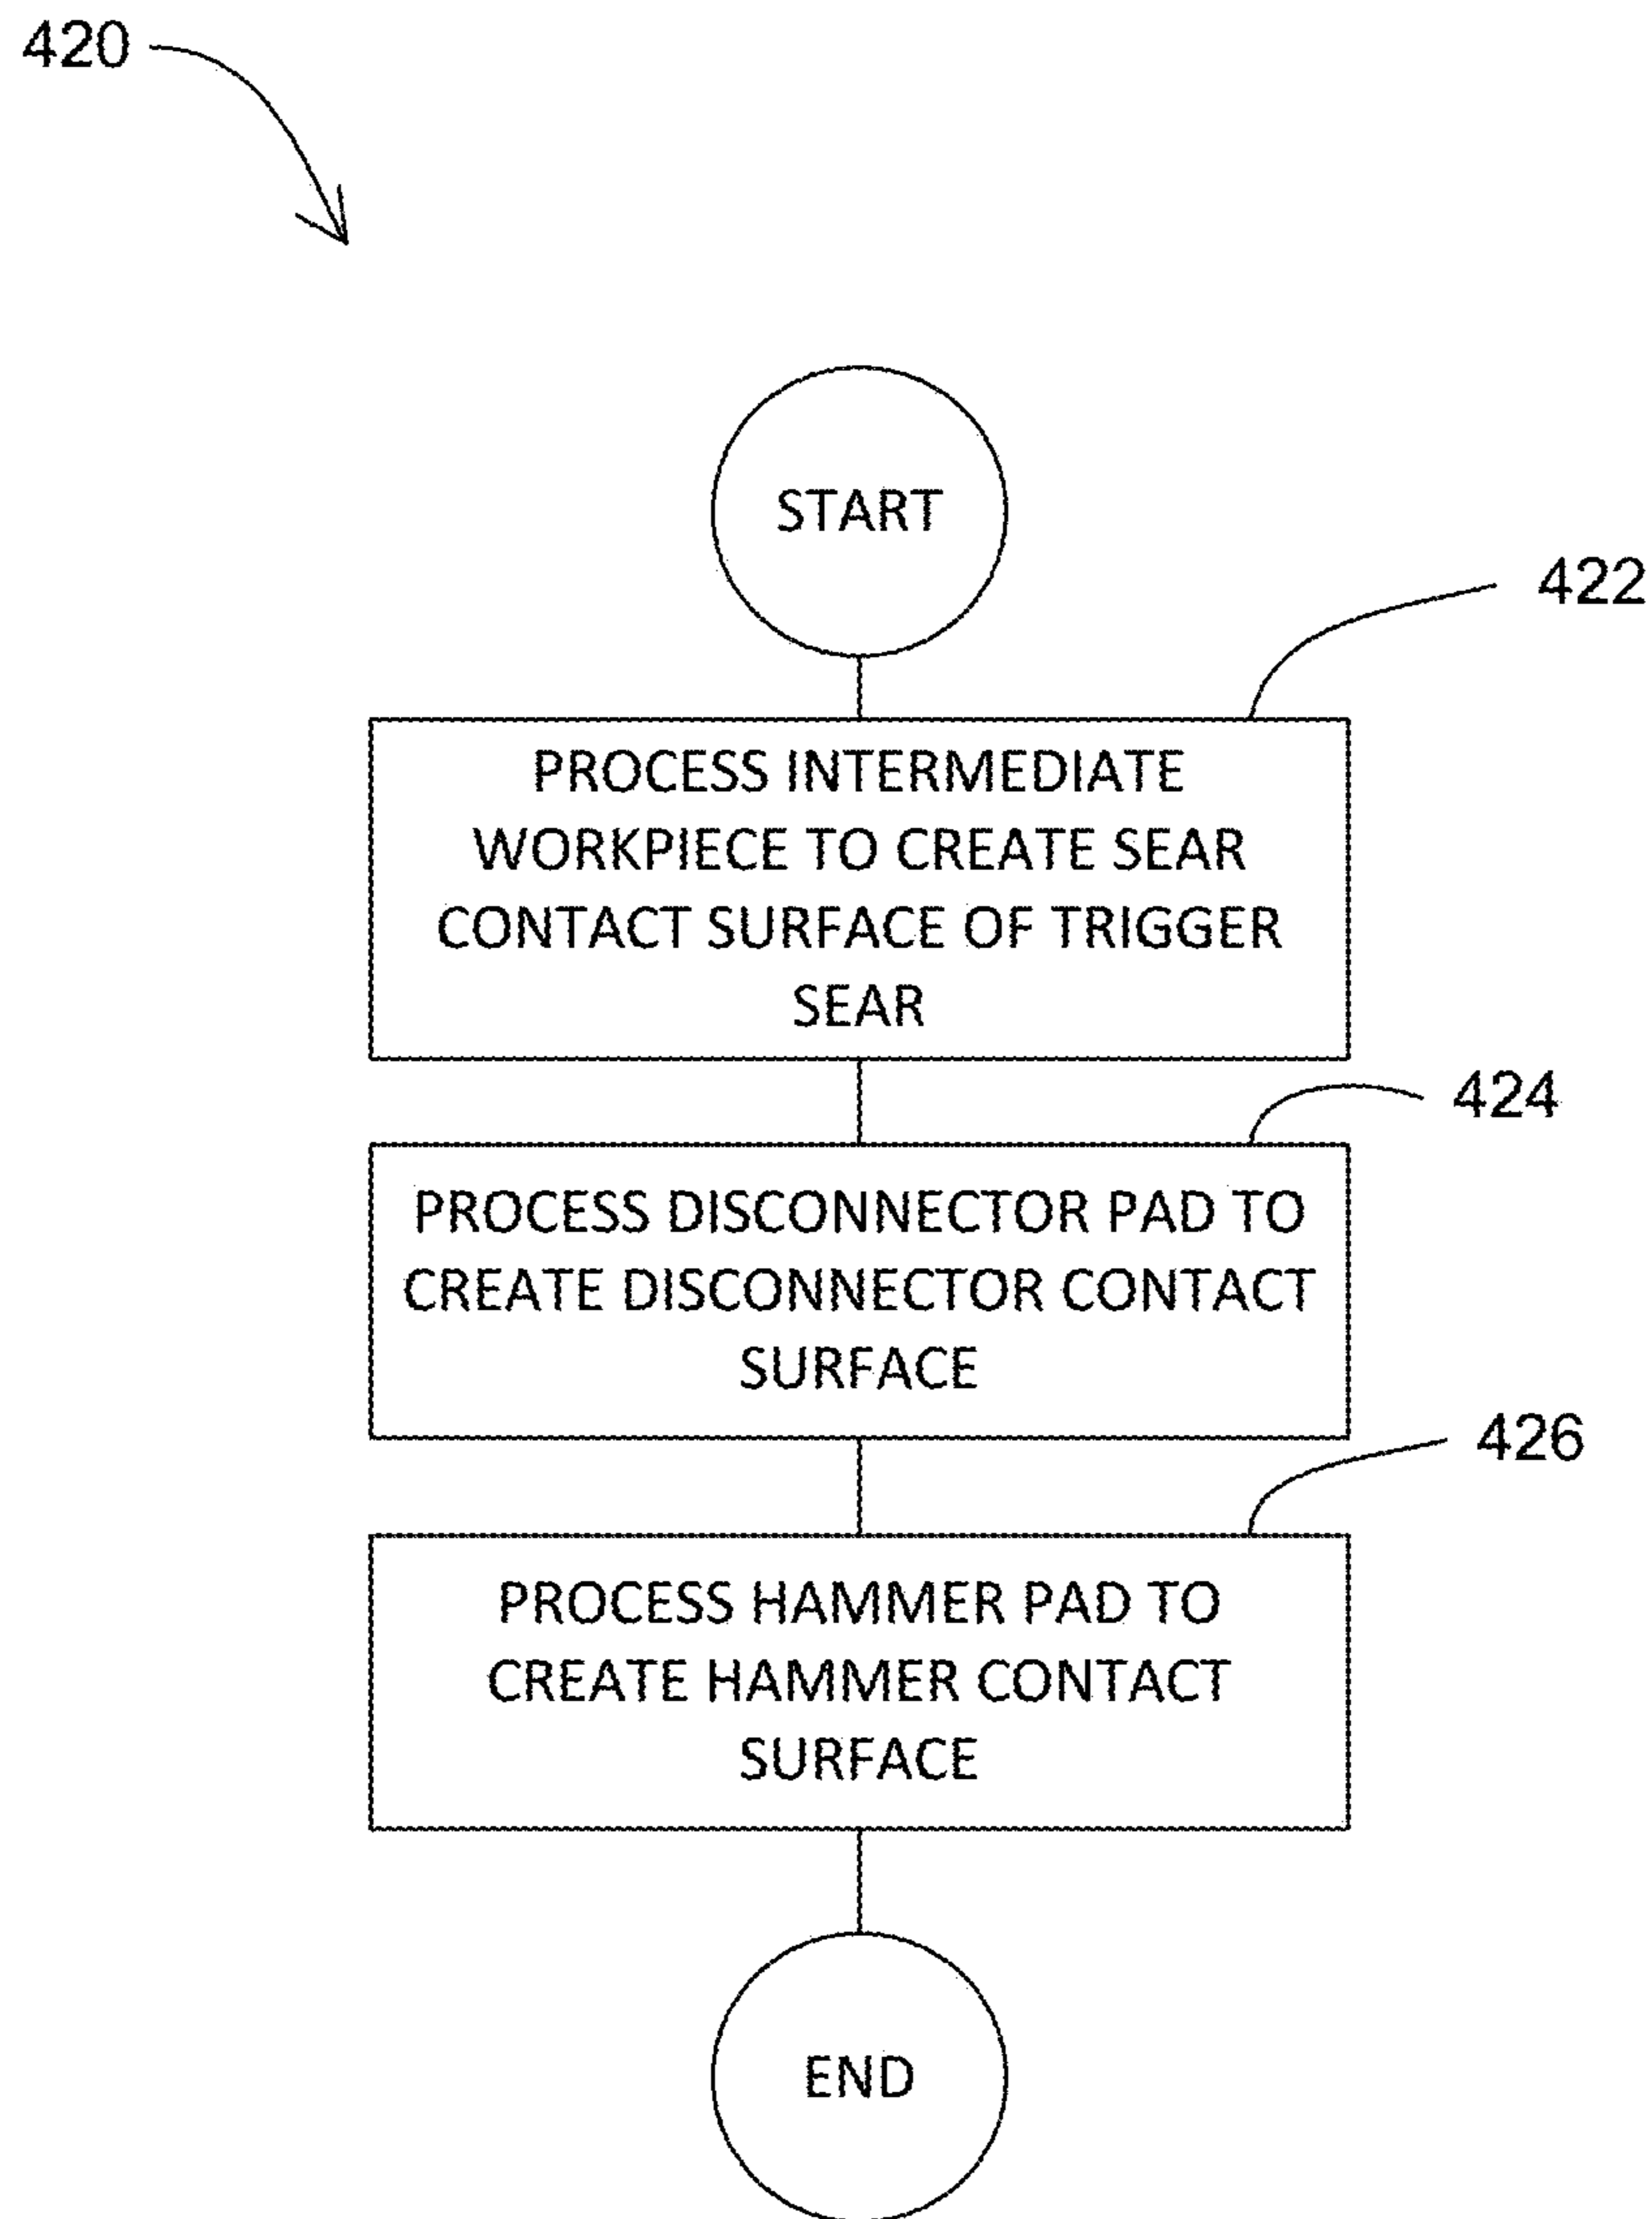 420
START
422
PROCESS INTERMEDIATE
WORKPIECE TO CREATE SEAR
CONTACT SURFACE OF TRIGGER
SEAR
424
PROCESS DISCONNECTOR PAD TO
CREATE DISCONNECTOR CONTACT
SURFACE
426
PROCESS HAMMER PAD TO
CREATE HAMMER CONTACT
SURFACE
END